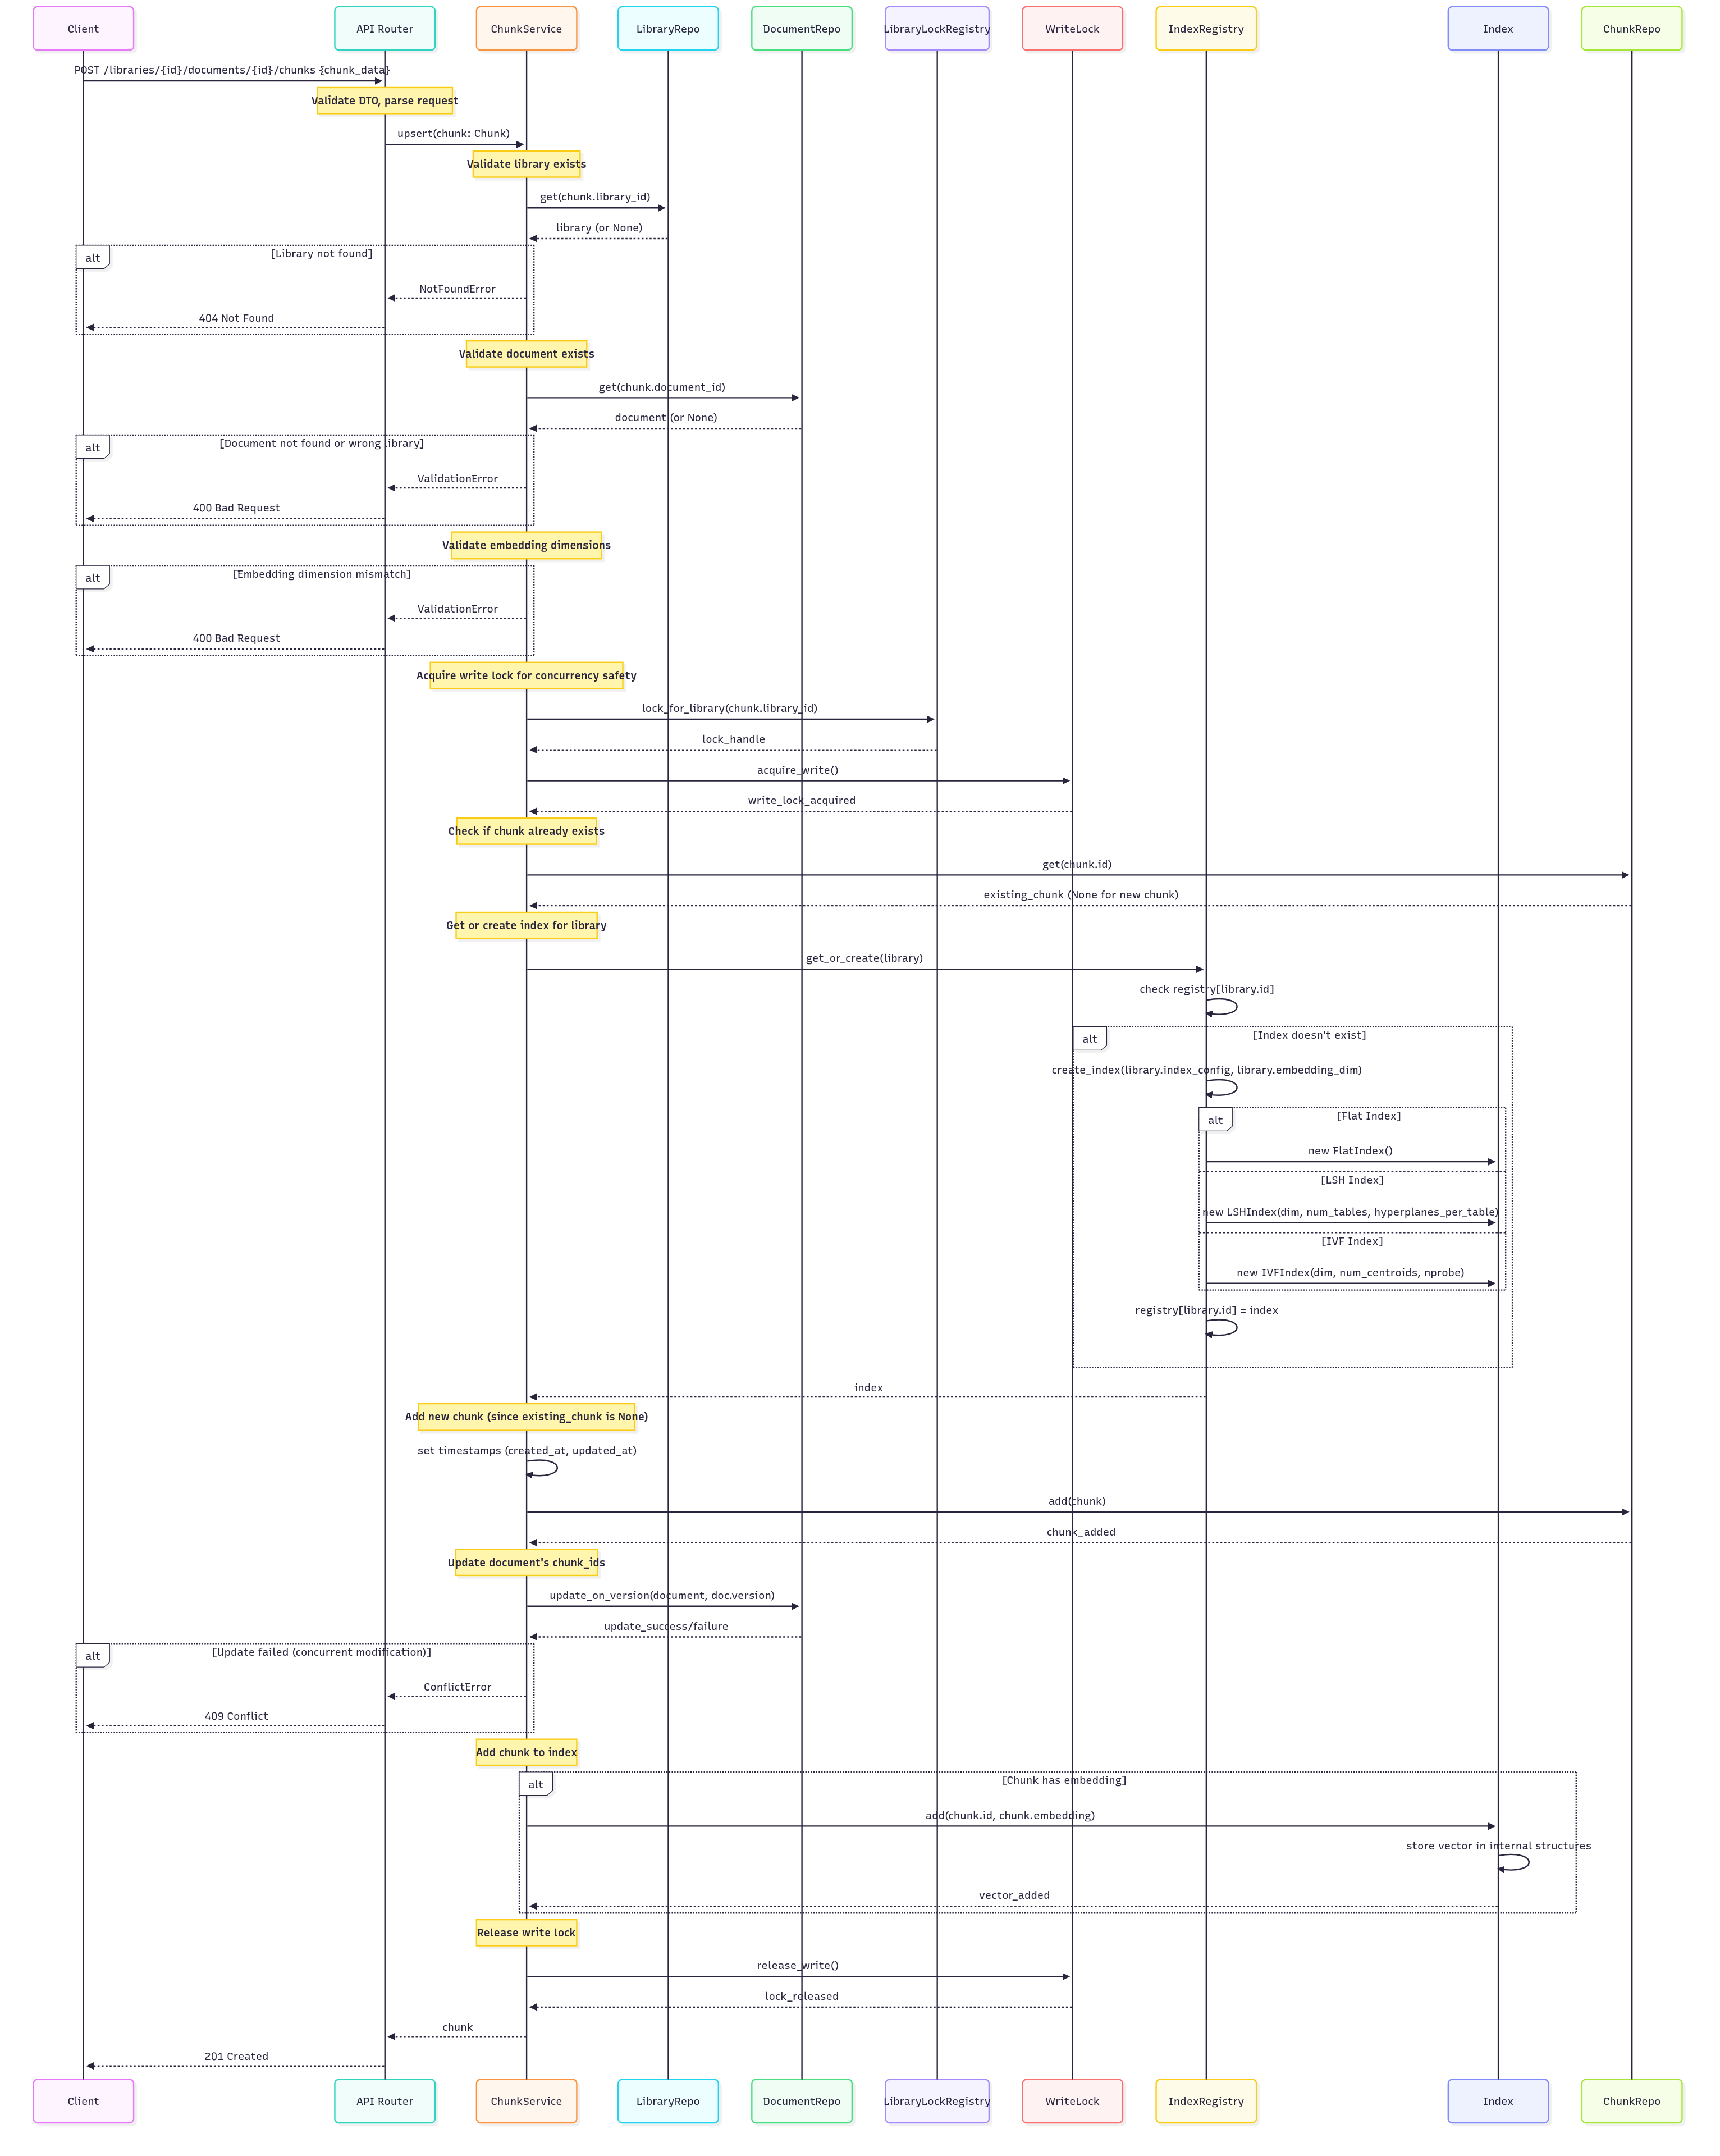 Client
API Router
ChunkService
LibraryRepo
DocumentRepo
LibraryLockRegistry
WriteLock
IndexRegistry
Index
ChunkRepo
POST /libraries/{id}/documents/{id}/chunks {chunk_data}
Validate DTO, parse request
upsert(chunk: Chunk)
Validate library exists
get(chunk.library_id)
library (or None)
alt
[Library not found]
NotFoundError
404 Not Found
Validate document exists
get(chunk.document_id)
document (or None)
alt
[Document not found or wrong library]
ValidationError
400 Bad Request
Validate embedding dimensions
alt
[Embedding dimension mismatch]
ValidationError
400 Bad Request
Acquire write lock for concurrency safety
lock_for_library(chunk.library_id)
lock_handle
acquire_write()
write_lock_acquired
Check if chunk already exists
get(chunk.id)
existing_chunk (None for new chunk)
Get or create index for library
get_or_create(library)
check registry[library.id]
alt
[Index doesn't exist]
create_index(library.index_config, library.embedding_dim)
alt
[Flat Index]
new FlatIndex()
[LSH Index]
new LSHIndex(dim, num_tables, hyperplanes_per_table)
[IVF Index]
new IVFIndex(dim, num_centroids, nprobe)
registry[library.id] = index
index
Add new chunk (since existing_chunk is None)
set timestamps (created_at, updated_at)
add(chunk)
chunk_added
Update document's chunk_ids
update_on_version(document, doc.version)
update_success/failure
alt
[Update failed (concurrent modification)]
ConflictError
409 Conflict
Add chunk to index
alt
[Chunk has embedding]
add(chunk.id, chunk.embedding)
store vector in internal structures
vector_added
Release write lock
release_write()
lock_released
chunk
201 Created
Client
API Router
ChunkService
LibraryRepo
DocumentRepo
LibraryLockRegistry
WriteLock
IndexRegistry
Index
ChunkRepo